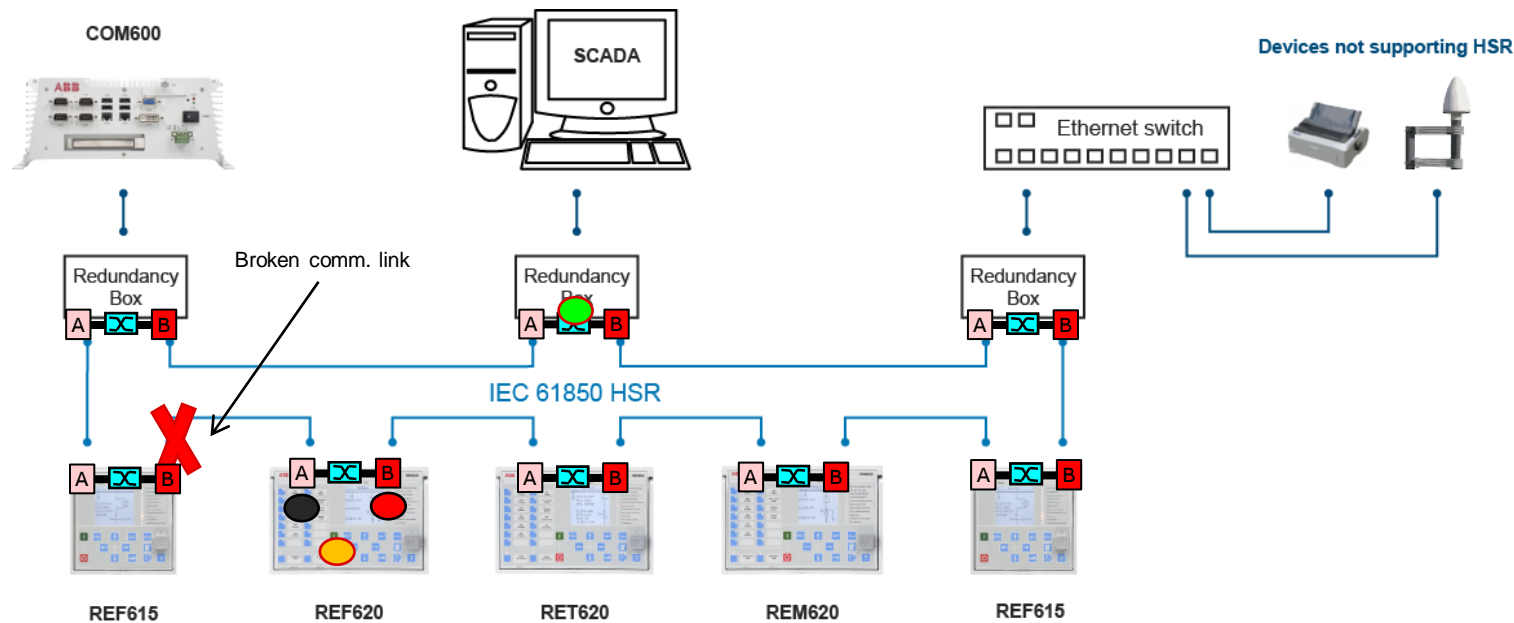 COM600
ABB
SCADA
Devices not supporting HSR
Ethernet switch
Broken comm. link
Redundancy
Box
A
B
Redundancy
Box
A
B
Redundancy
Box
A
B
IEC 61850 HSR
A
B
A
B
A
B
A
B
A
B
REF615
REF620
RET620
REM620
REF615